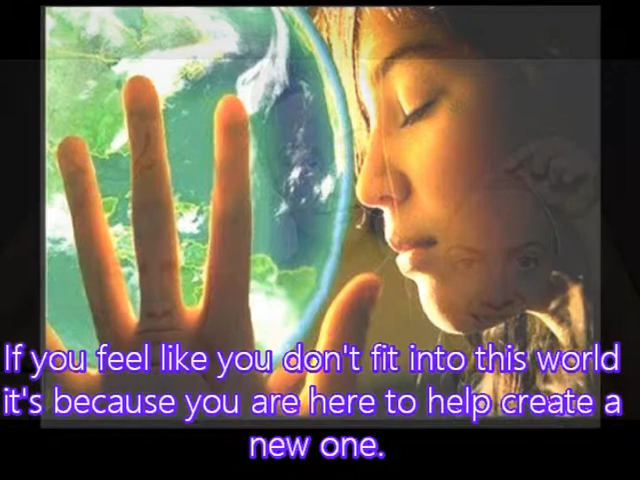 If you feel like you don't fit into this world
it's because you are here to help create a
new one.